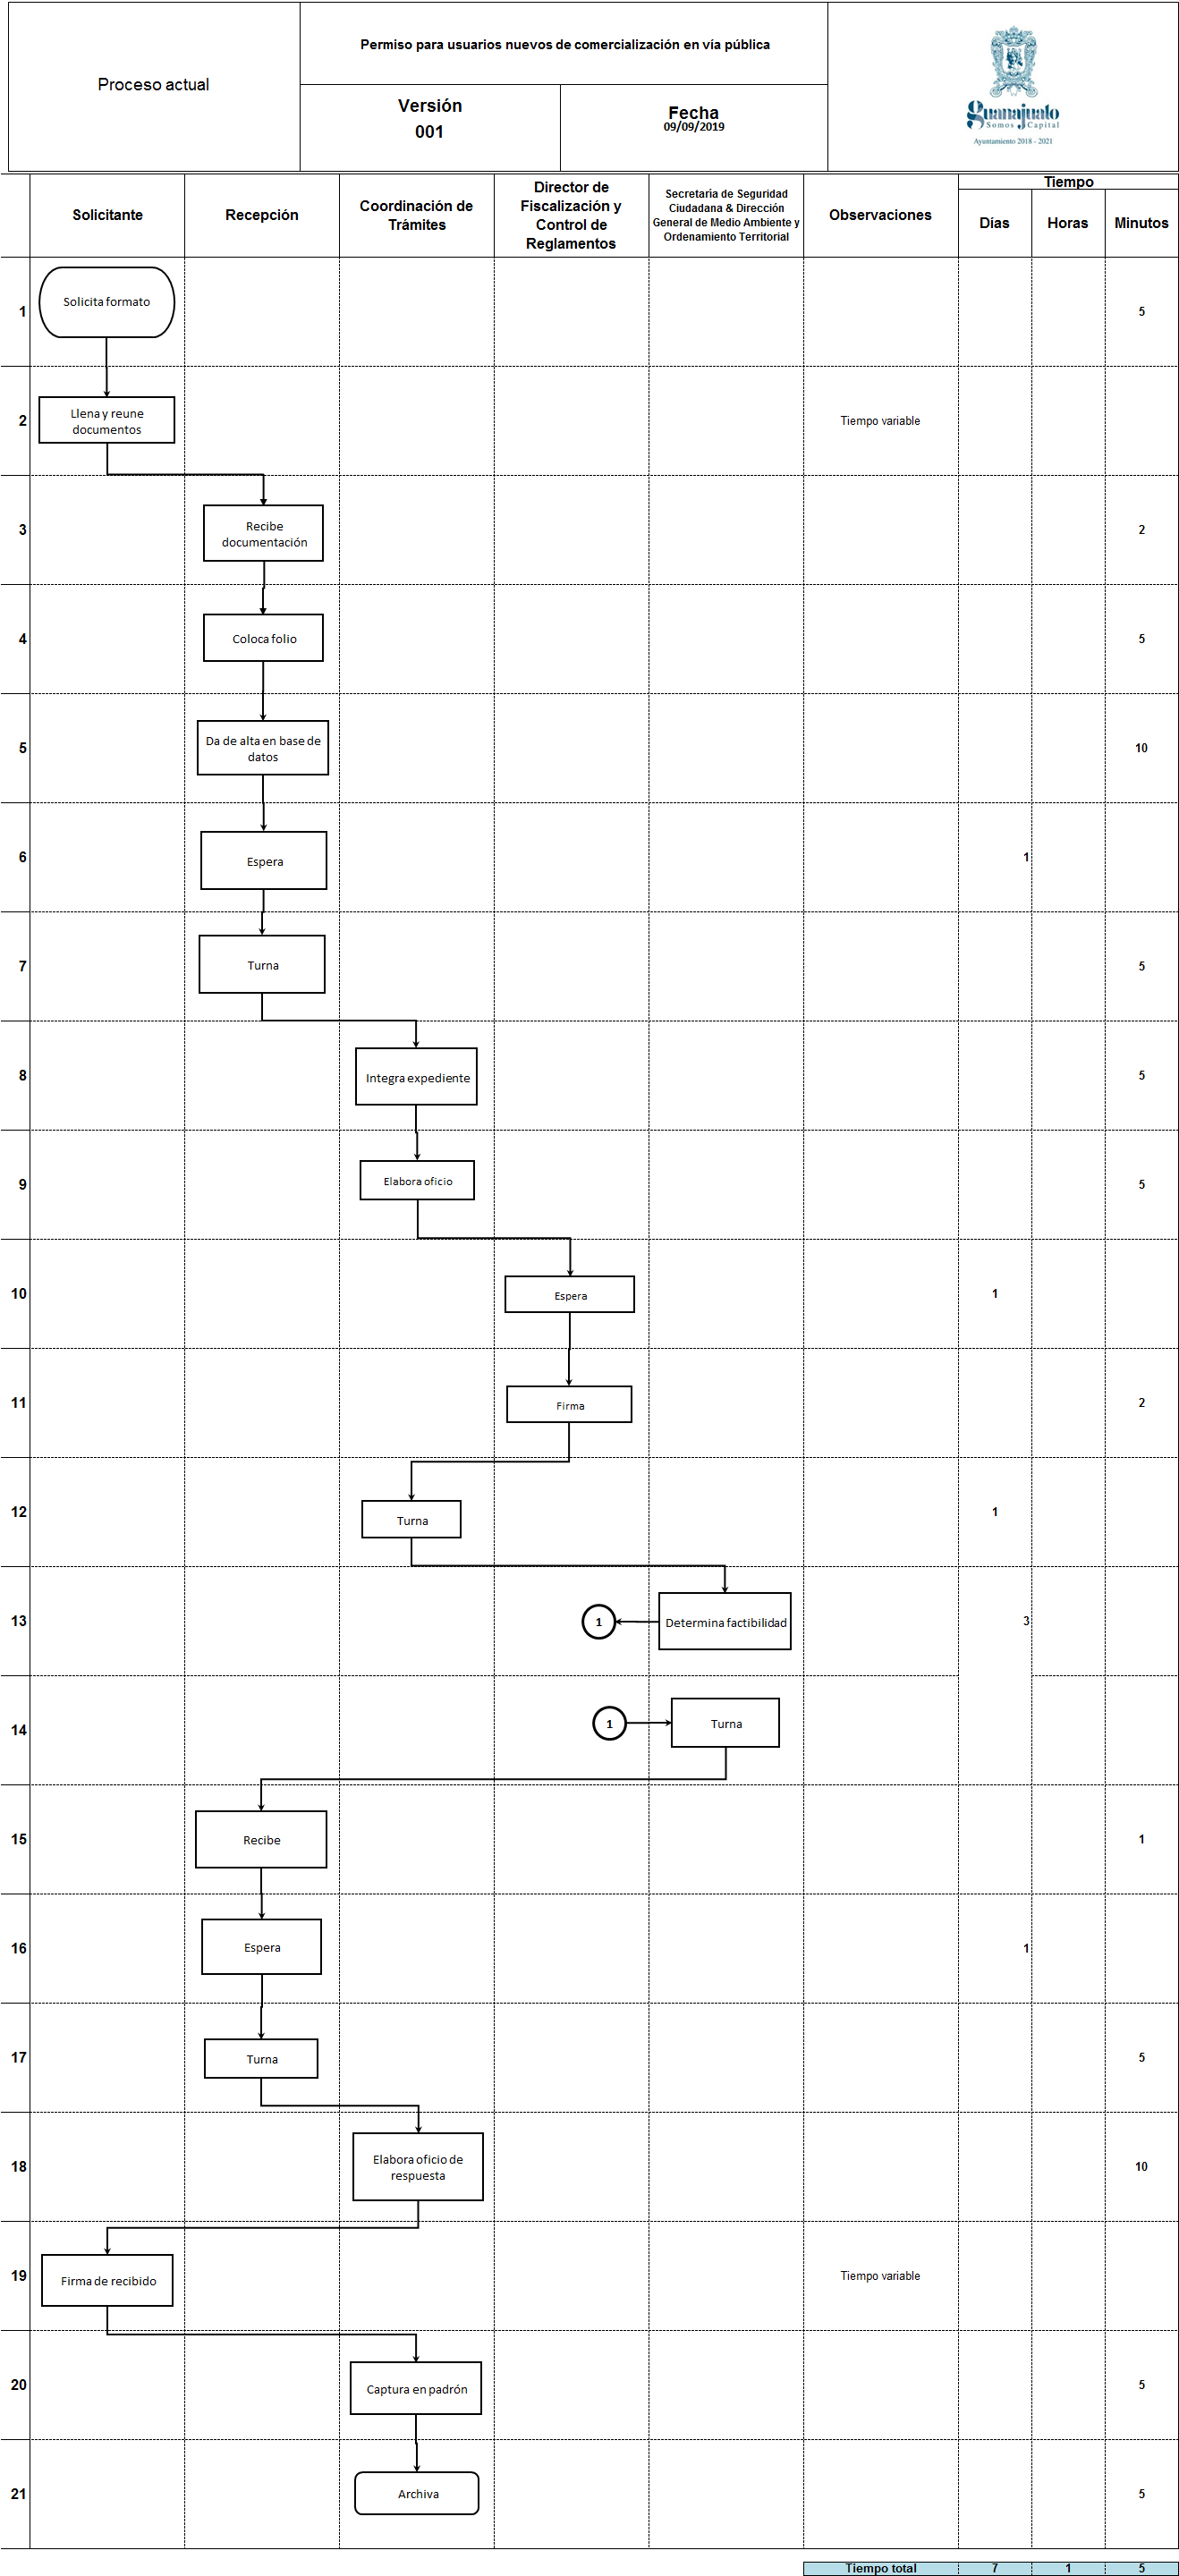 Proceso actual
Permiso para usuarios nuevos de comercialización en vía pública
Versión
001
Fecha
09/09/2019
Guanajuato
Somos Capital
Ayuntamiento 2018 - 2021
Solicitante
Recepción
Coordinación de
Trámites
Director de
Fiscalización y
Control de
Reglamentos
Secretaría de Seguridad
Ciudadana & Dirección
General de Medio Ambiente y
Ordenamiento Territorial
Observaciones
Tiempo
Días
Horas
Minutos
1
Solicita formato
5
2
Llena y reune
documentos
Tiempo variable
3
Recibe
documentación
2
4
Coloca folio
5
5
Da de alta en base de
datos
10
6
Espera
1
7
Turna
5
8
Integra expediente
5
9
Elabora oficio
5
10
Espera
1
11
Firma
2
12
Turna
1
13
1
Determina factibilidad
3
14
1
Turna
15
Recibe
1
16
Espera
1
17
Turna
5
18
Elabora oficio de
respuesta
10
19
Firma de recibido
Tiempo variable
20
Captura en padrón
5
21
Archiva
5
Tiempo total
7
1
5